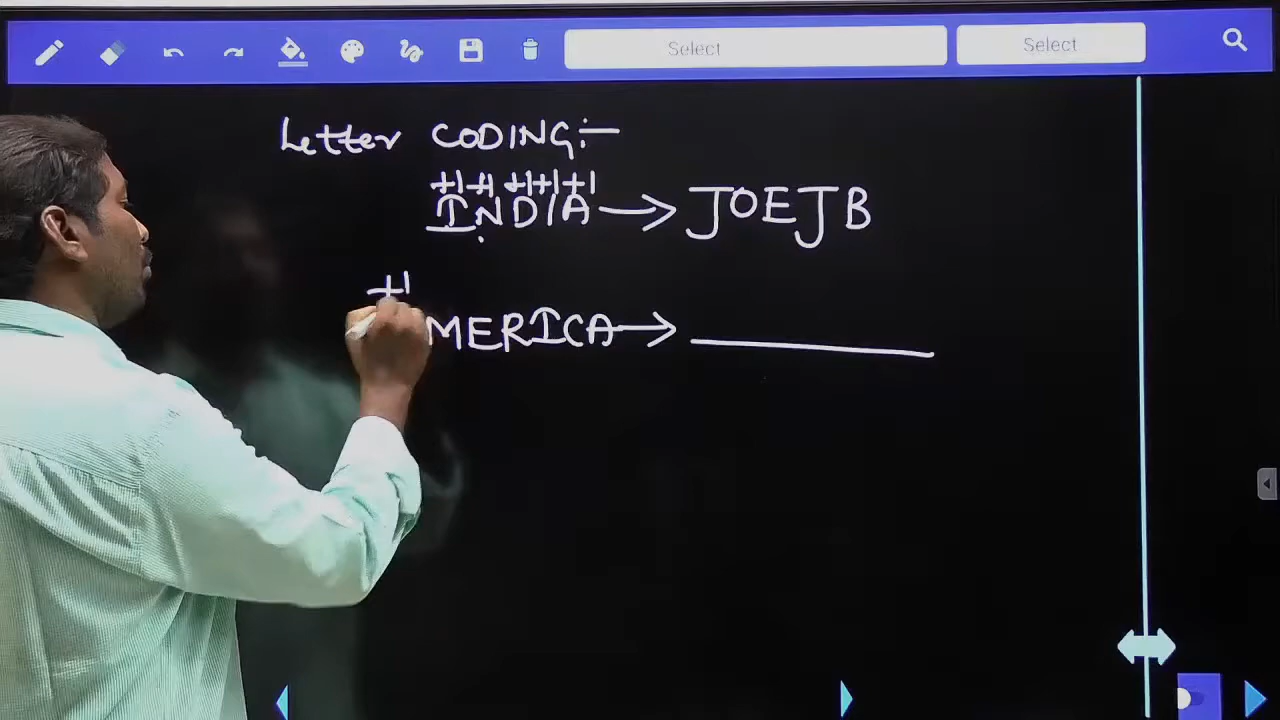 Select Select
Letter CODING:-
+1 +1 +1 +1 +1
INDIA → JOEJB
+1
MERICA →